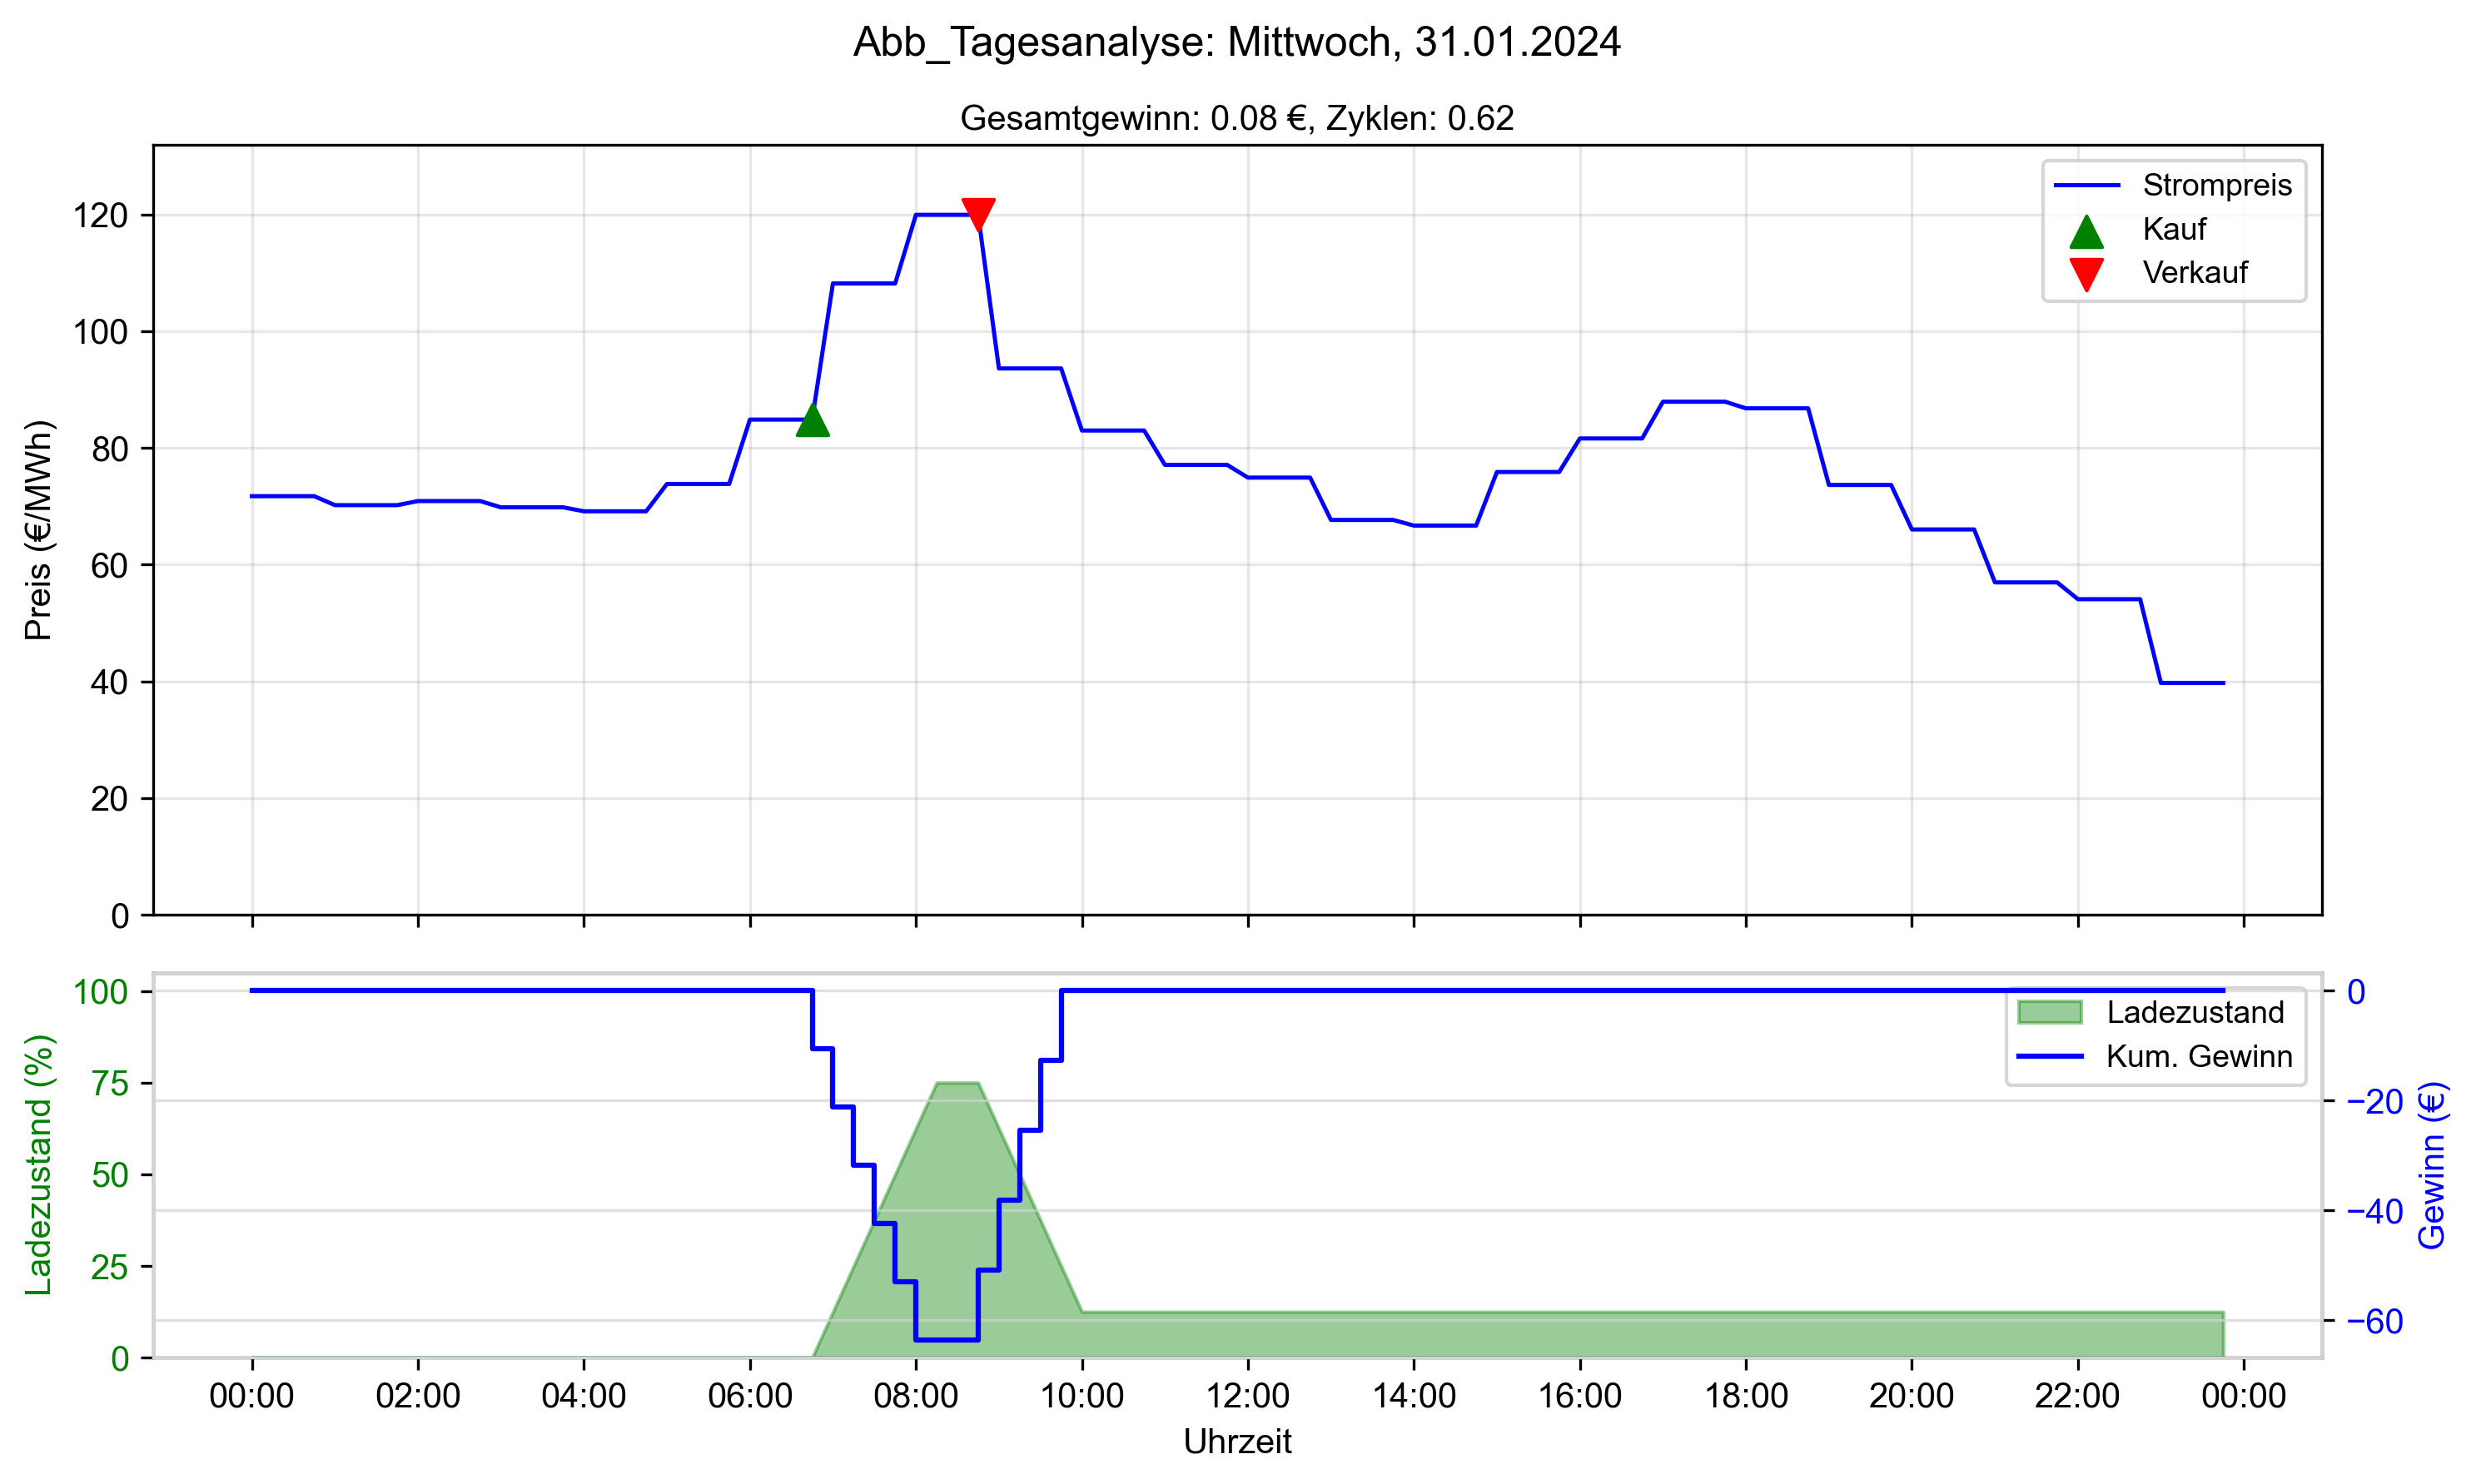 Abb_Tagesanalyse: Mittwoch, 31.01.2024
Gesamtgewinn: 0.08 €, Zyklen: 0.62
Strompreis
Kauf
Verkauf
Preis (€/MWh)
120
100
80
60
40
20
0
Ladezustand
Kum. Gewinn
Ladezustand (%)
100
75
50
25
0
0
−20
−40
−60
Gewinn (€)
00:00 02:00 04:00 06:00 08:00 10:00 12:00 14:00 16:00 18:00 20:00 22:00 00:00
Uhrzeit